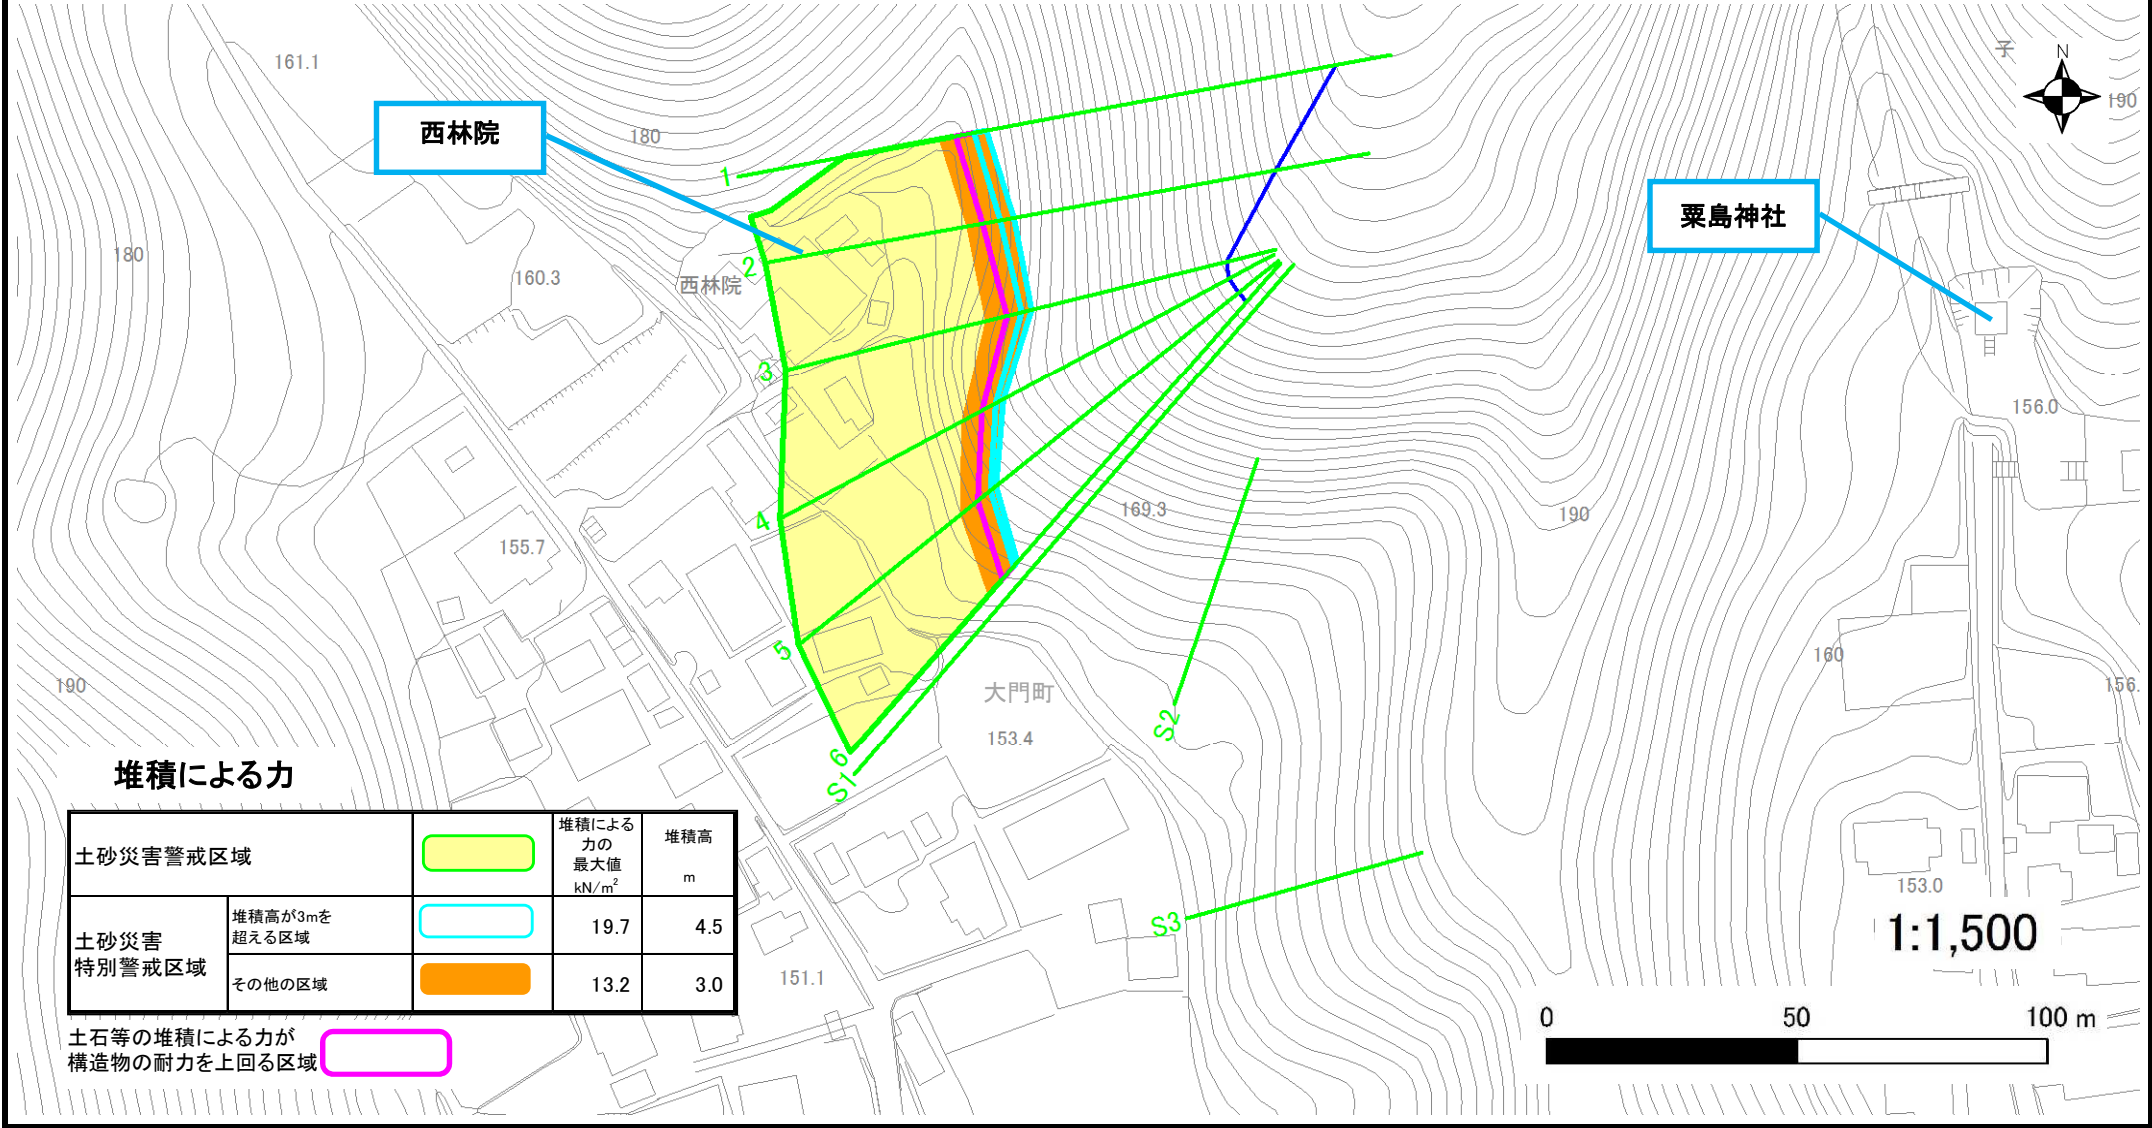 161.1
子
N
190
西林院
180
1
粟島神社
180
160.3
西林院
2
3
156.0
169.3
190
4
155.7
5
160
190
156.
大門町
153.4
S2
6
S1
堆積による力
土砂災害警戒区域
堆積による
力の
最大値
kN/m²
堆積高
m
土砂災害
特別警戒区域
堆積高が3mを
超える区域
19.7
4.5
その他の区域
13.2
3.0
土石等の堆積による力が
構造物の耐力を上回る区域
S3
151.1
153.0
1:1,500
0 50 100 m